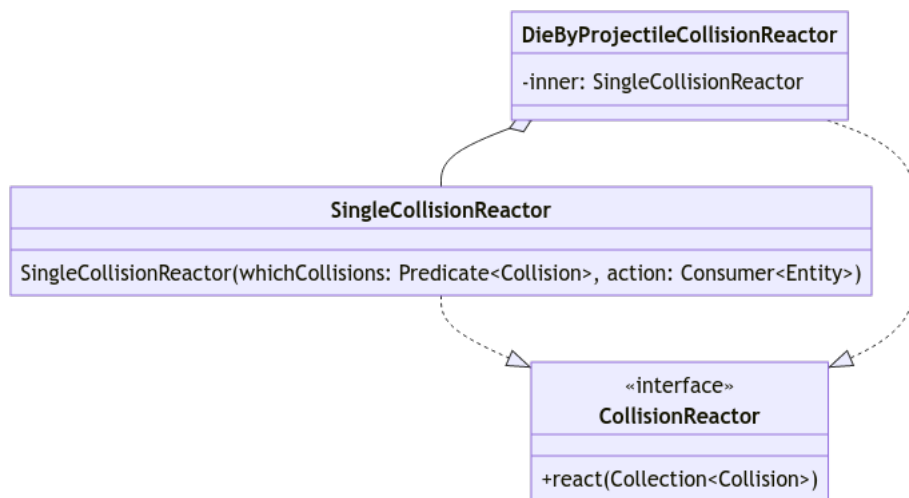 DieByProjectileCollisionReactor
-inner: SingleCollisionReactor
SingleCollisionReactor
SingleCollisionReactor(whichCollisions: Predicate<Collision>, action: Consumer<Entity>)
«interface»
CollisionReactor
+react(Collection<Collision>)